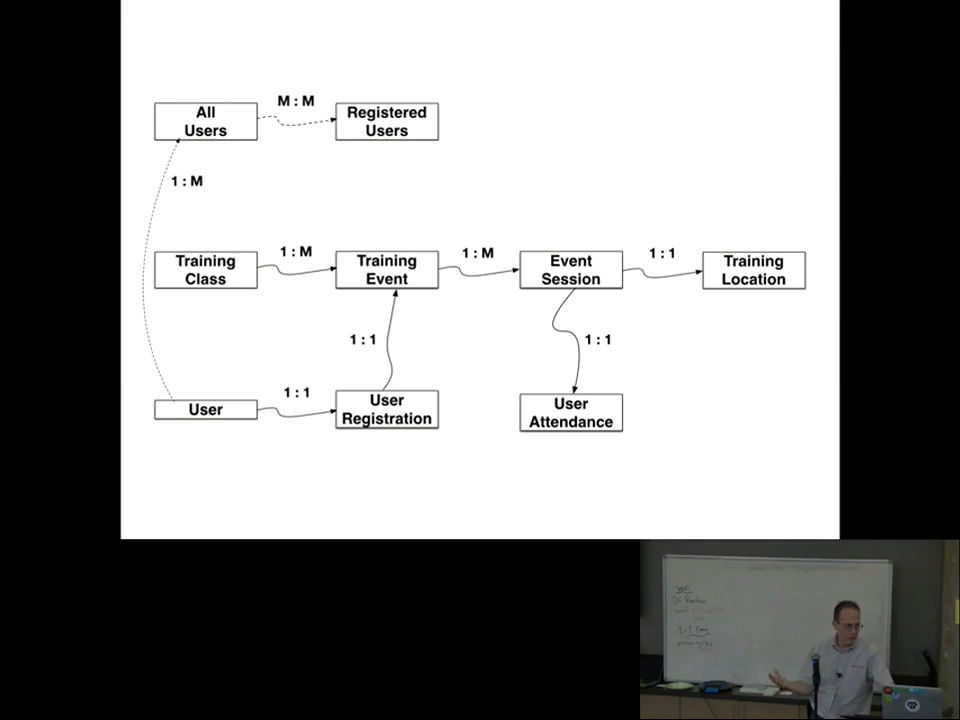 All
Users
M : M
Registered
Users
1 : M
Training
Class
1 : M
Training
Event
1 : M
Event
Session
1 : 1
Training
Location
1 : 1
1 : 1
User
1 : 1
User
Registration
User
Attendance